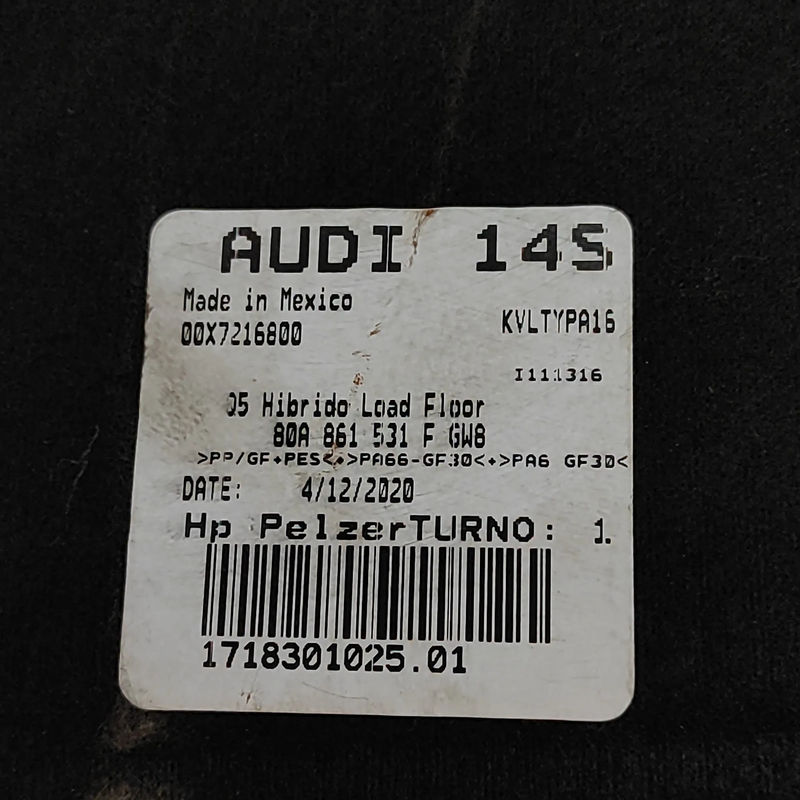 AUDI 14S
Made in Mexico
00X7216800
KVLTYPA16
I111316
Q5 Hibrido Load Floor
80A 861 531 F GW8
>PP/GF+PES<+>PA66-GF30<+>PA6 GF30<
DATE: 4/12/2020
Hp PelzerTURNO: 1.
1718301025.01